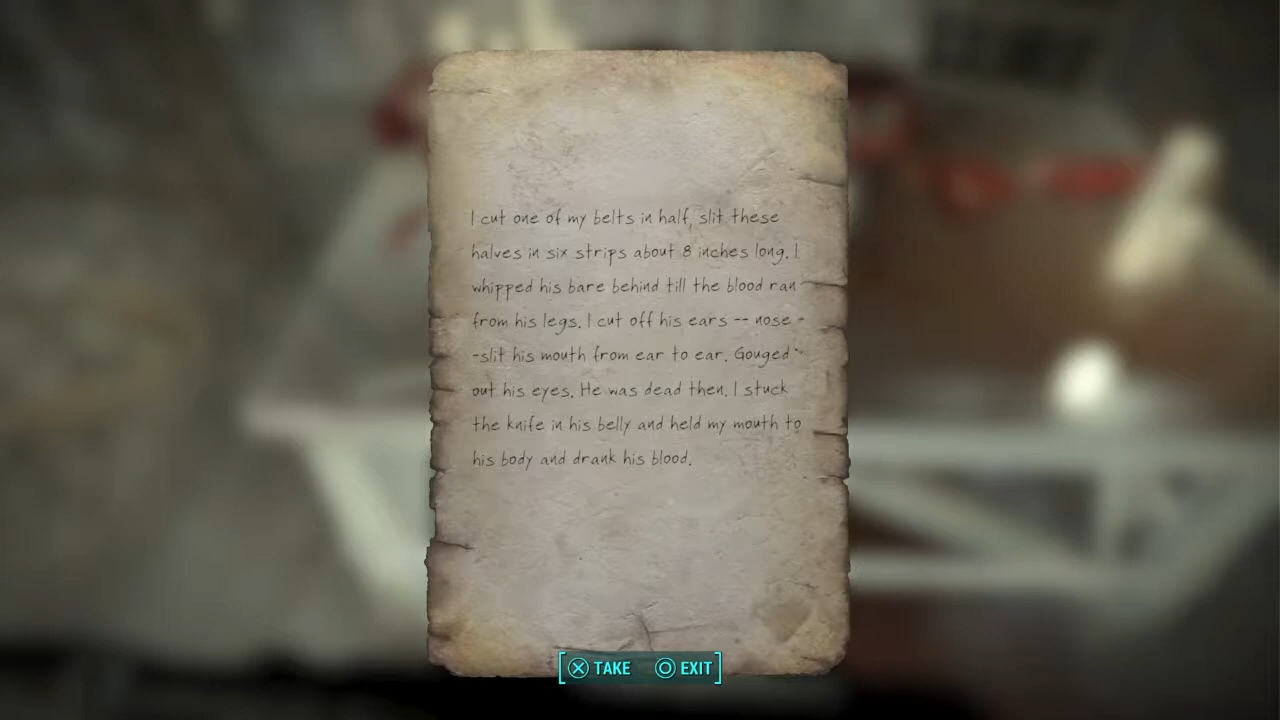 I cut one of my belts in half, slit these
halves in six strips about 8 inches long. I
whipped his bare behind till the blood ran
from his legs. I cut off his ears -- nose -
-slit his mouth from ear to ear. Gouged
out his eyes. He was dead then. I stuck
the knife in his belly and held my mouth to
his body and drank his blood.
TAKE EXIT